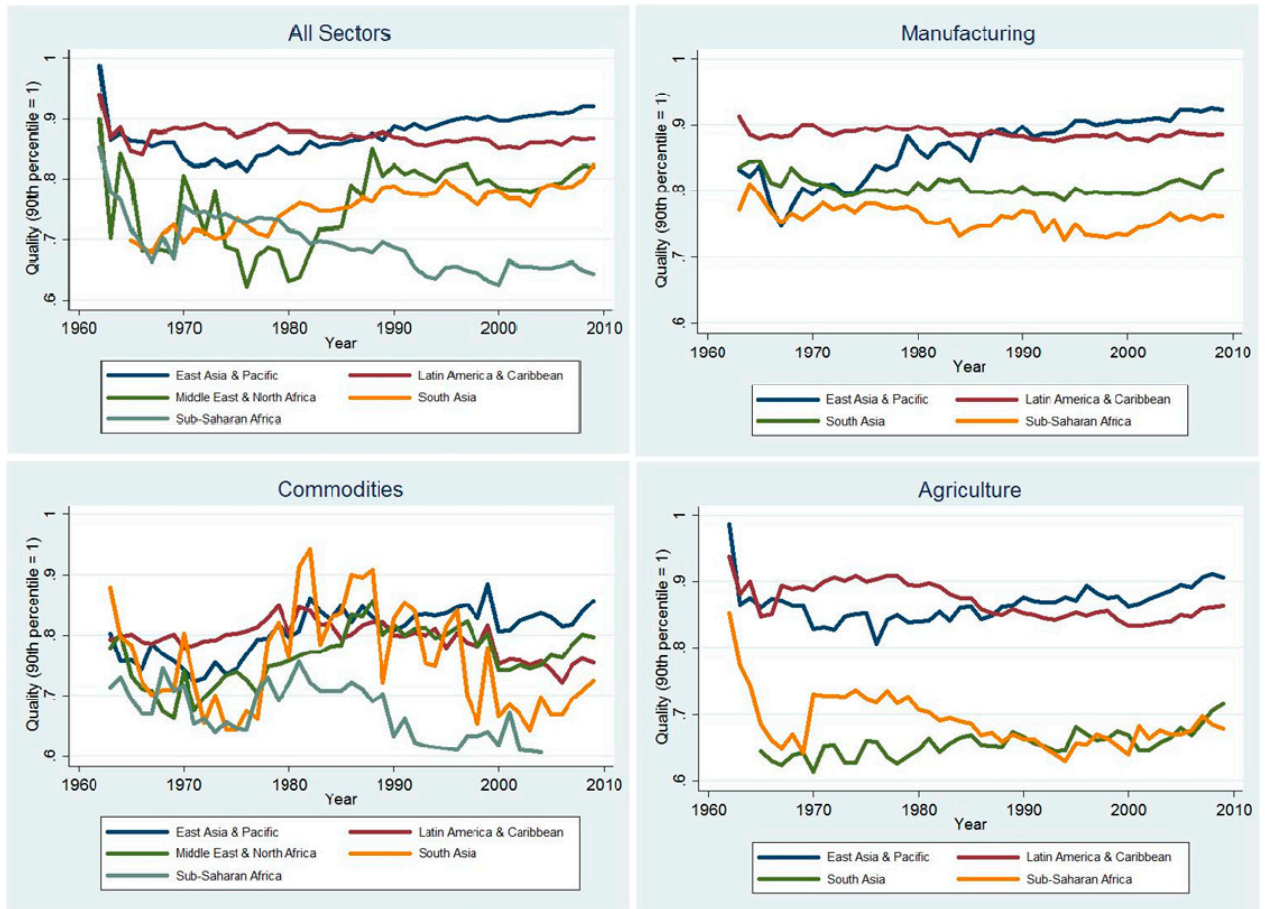 All Sectors
Quality (90th percentile = 1)
1
.9
.8
.7
.6
1960 1970 1980 1990 2000 2010
Year
East Asia & Pacific Latin America & Caribbean
Middle East & North Africa South Asia
Sub-Saharan Africa
Manufacturing
Quality (90th percentile = 1)
1
.9
.8
.7
.6
1960 1970 1980 1990 2000 2010
Year
East Asia & Pacific Latin America & Caribbean
South Asia Sub-Saharan Africa
Commodities
Quality (90th percentile = 1)
1
.9
.8
.7
.6
1960 1970 1980 1990 2000 2010
Year
East Asia & Pacific Latin America & Caribbean
Middle East & North Africa South Asia
Sub-Saharan Africa
Agriculture
Quality (90th percentile = 1)
1
.9
.8
.7
.6
1960 1970 1980 1990 2000 2010
Year
East Asia & Pacific Latin America & Caribbean
South Asia Sub-Saharan Africa